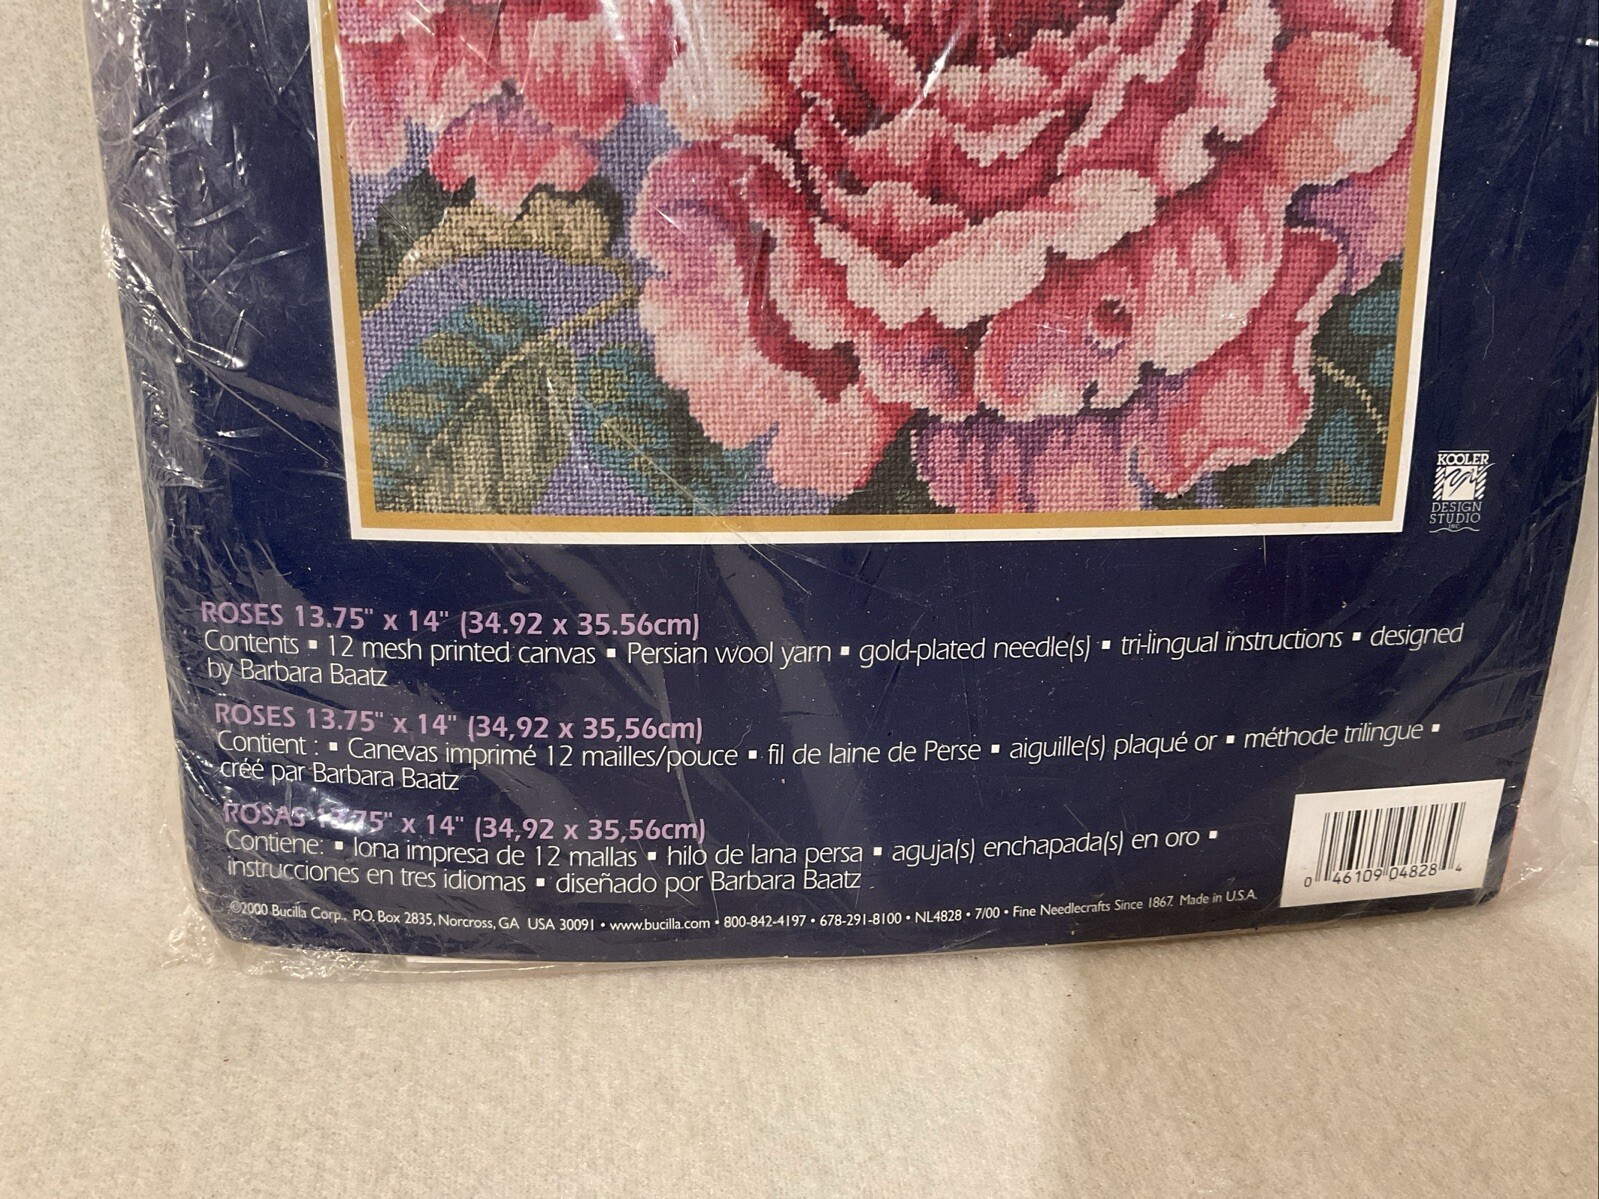 KOOLER
DESIGN
STUDIO
INC
ROSES 13.75" x 14" (34.92 x 35.56cm)
Contents ▪ 12 mesh printed canvas ▪ Persian wool yarn ▪ gold-plated needle(s) ▪ tri-lingual instructions ▪ designed
by Barbara Baatz
ROSES 13.75" x 14" (34,92 x 35,56cm)
Contient : ▪ Canevas imprimé 12 mailles/pouce ▪ fil de laine de Perse ▪ aiguille(s) plaqué or ▪ méthode trilingue ▪
créé par Barbara Baatz
ROSAS 13.75" x 14" (34,92 x 35,56cm)
Contiene: ▪ lona impresa de 12 mallas ▪ hilo de lana persa ▪ aguja(s) enchapada(s) en oro ▪
instrucciones en tres idiomas ▪ diseñado por Barbara Baatz
©2000 Bucilla Corp., P.O. Box 2835, Norcross, GA USA 30091 • www.bucilla.com • 800-842-4197 • 678-291-8100 • NL4828 • 7/00 • Fine Needlecrafts Since 1867. Made in U.S.A.
0 46109 04828 4